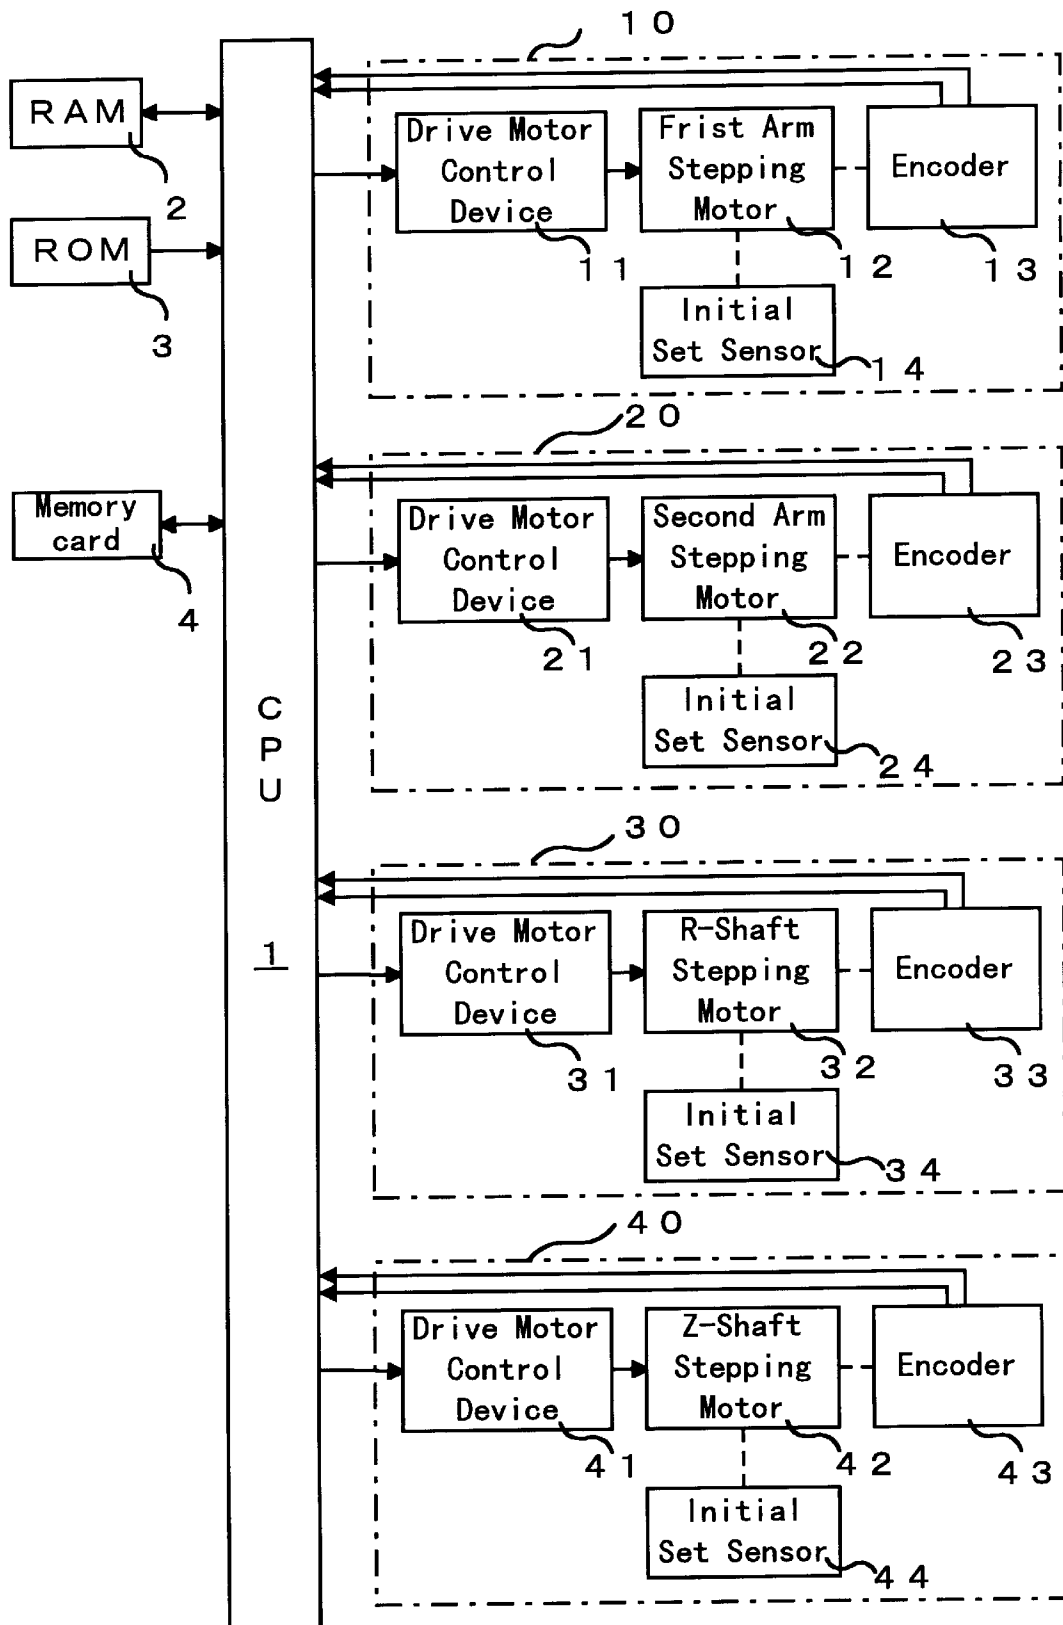 10
RAM
2
ROM
3
Drive Motor
Control
Device
11
Frist Arm
Stepping
Motor
12
Encoder
13
Initial
Set Sensor
14
20
Memory
card
4
Drive Motor
Control
Device
21
Second Arm
Stepping
Motor
22
Encoder
23
Initial
Set Sensor
24
CPU
1
30
Drive Motor
Control
Device
31
R-Shaft
Stepping
Motor
32
Encoder
33
Initial
Set Sensor
34
40
Drive Motor
Control
Device
41
Z-Shaft
Stepping
Motor
42
Encoder
43
Initial
Set Sensor
44